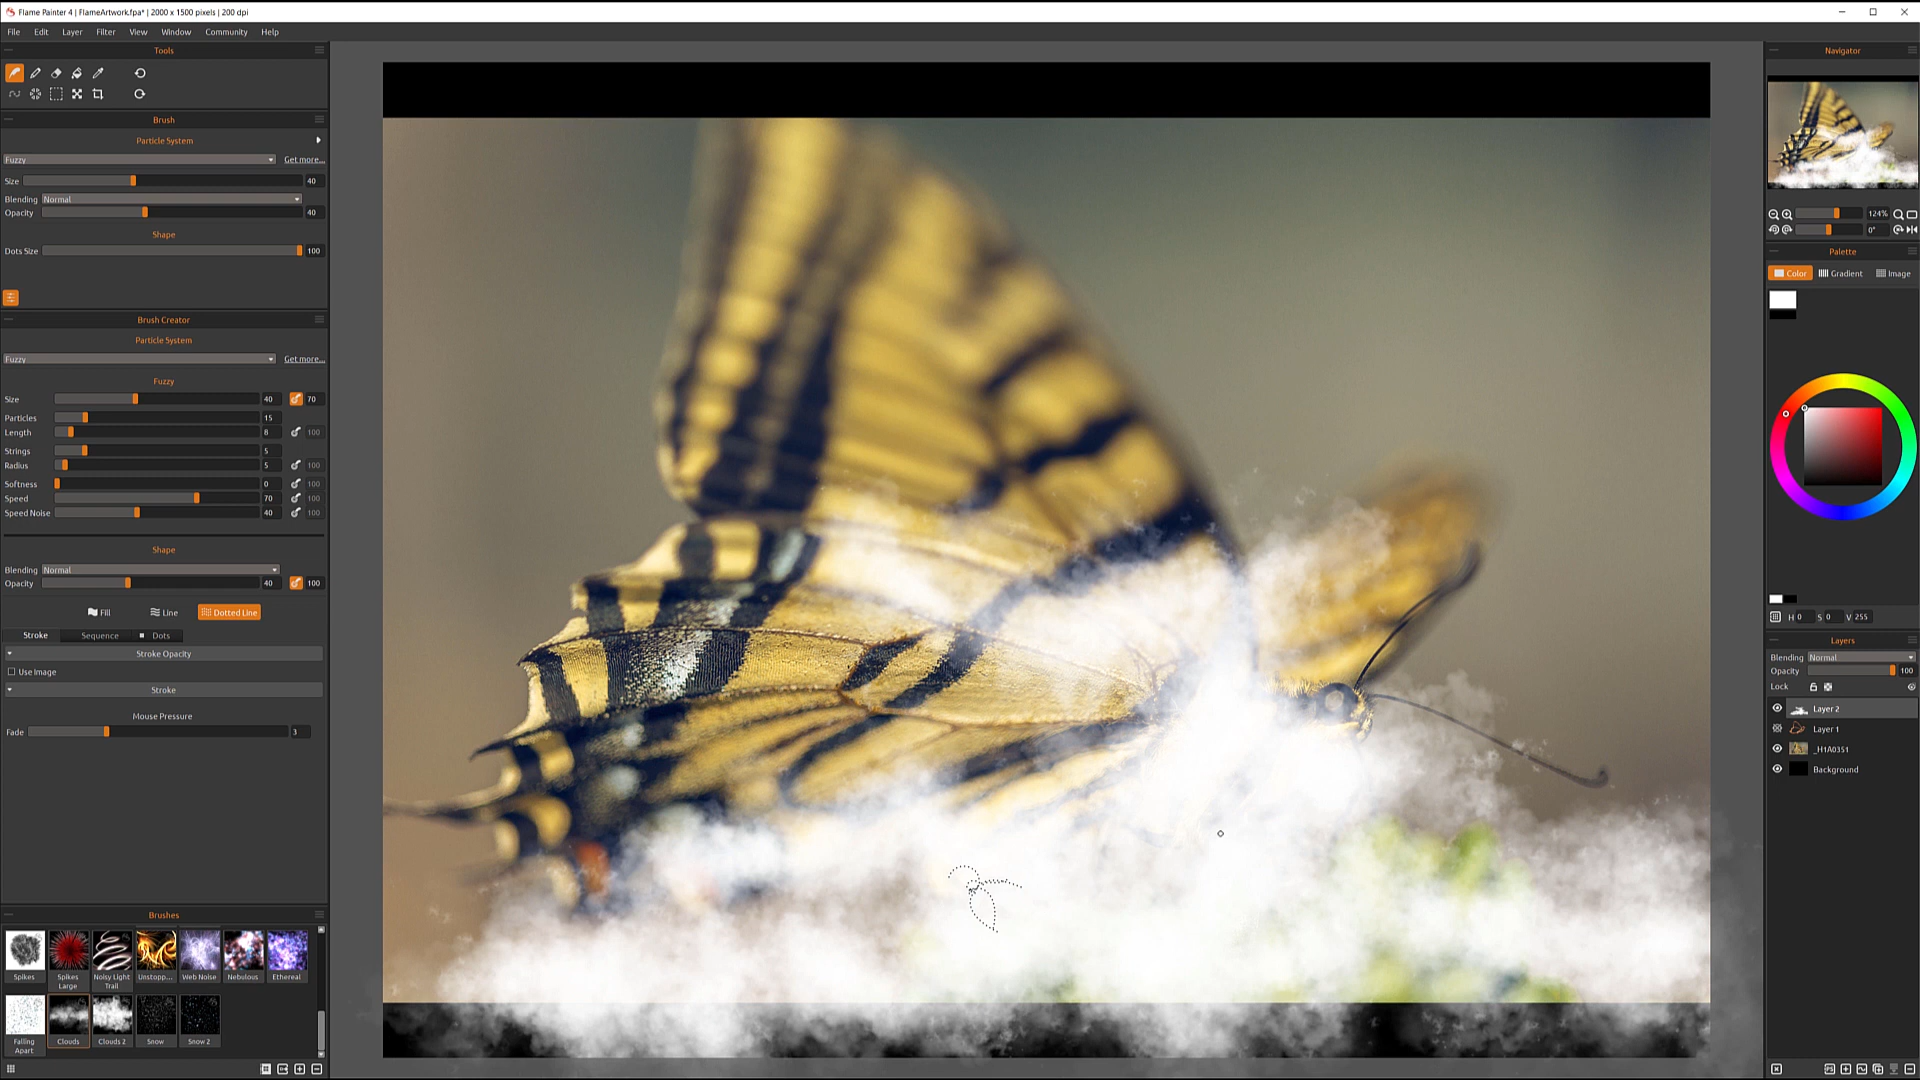 Flame Painter 4 | FlameArtwork.fpa* | 2000 x 1500 pixels | 200 dpi
File Edit Layer Filter View Window Community Help
Tools
Brush
Particle System
Fuzzy Get more...
Size 40
Blending Normal
Opacity 40
Shape
Dots Size 100
Brush Creator
Particle System
Fuzzy Get more...
Fuzzy
Size 40 70
Particles 15
Length 8 100
Strings 5
Radius 5 100
Softness 0 100
Speed 70 100
Speed Noise 40 100
Shape
Blending Normal
Opacity 40 100
Fill Line Dotted Line
Stroke Sequence Dots
Stroke Opacity
Use Image
Stroke
Mouse Pressure
Fade 3
Brushes
Spikes
Spikes Large
Noisy Light Trail
Unstopp...
Web Noise
Nebulous
Ethereal
Falling Apart
Clouds
Clouds 2
Snow
Snow 2
Navigator
124%
0°
Palette
Color Gradient Image
H 0 S 0 V 255
Layers
Blending Normal
Opacity 100
Lock
Layer 2
Layer 1
_H1A0351
Background